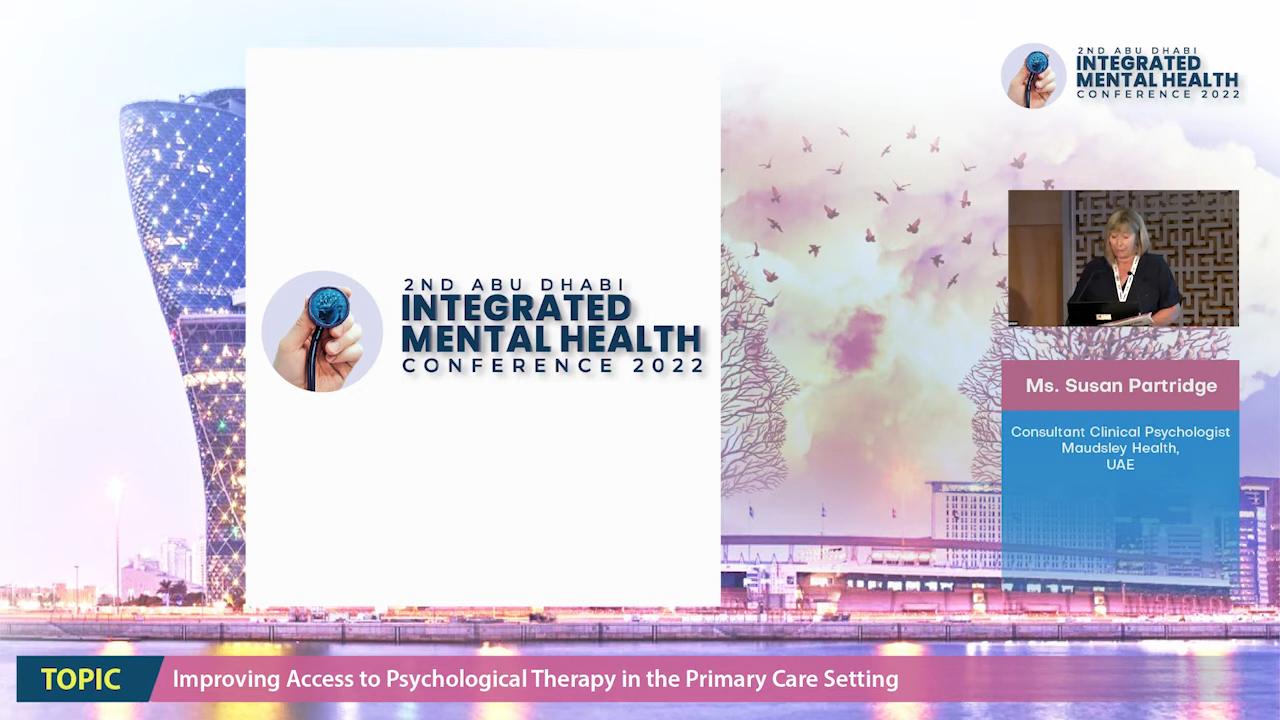 2ND ABU DHABI
INTEGRATED
MENTAL HEALTH
CONFERENCE 2022
2ND ABU DHABI
INTEGRATED
MENTAL HEALTH
CONFERENCE 2022
Ms. Susan Partridge
Consultant Clinical Psychologist
Maudsley Health,
UAE
TOPIC
Improving Access to Psychological Therapy in the Primary Care Setting